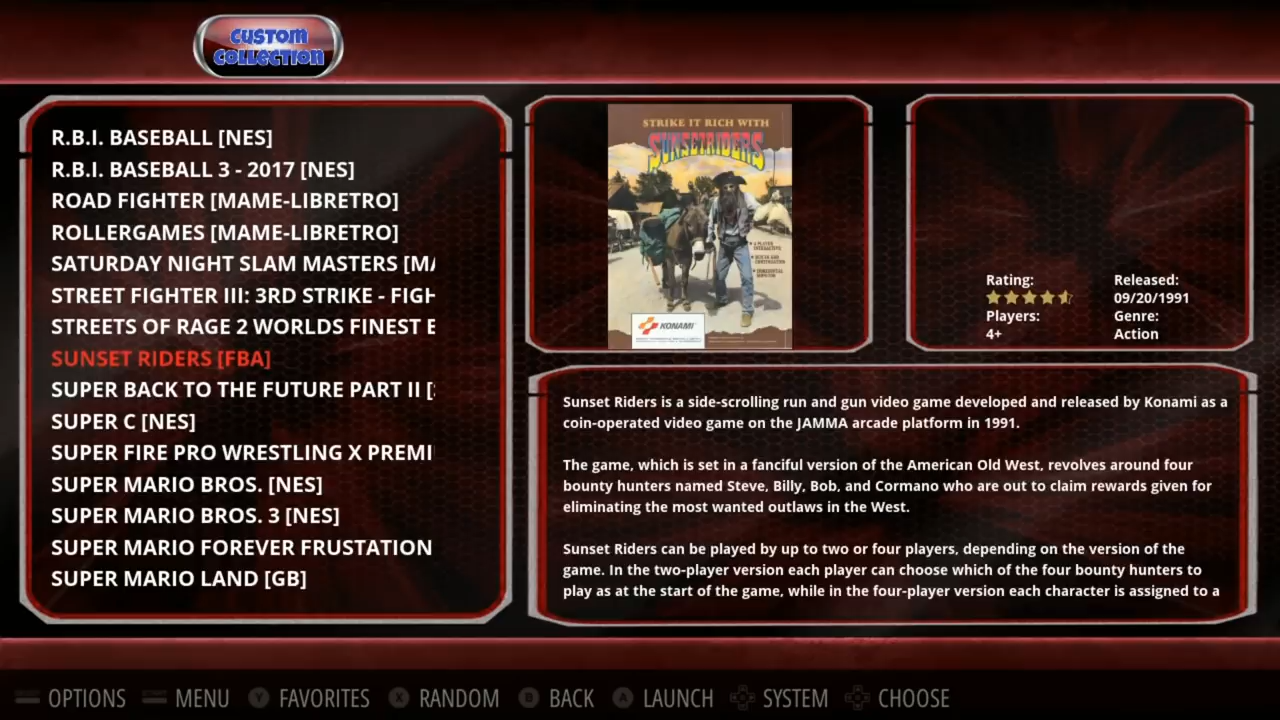 CUSTOM
COLLECTION
R.B.I. BASEBALL [NES]
R.B.I. BASEBALL 3 - 2017 [NES]
ROAD FIGHTER [MAME-LIBRETRO]
ROLLERGAMES [MAME-LIBRETRO]
SATURDAY NIGHT SLAM MASTERS [MA
STREET FIGHTER III: 3RD STRIKE - FIGH
STREETS OF RAGE 2 WORLDS FINEST E
SUNSET RIDERS [FBA]
SUPER BACK TO THE FUTURE PART II [
SUPER C [NES]
SUPER FIRE PRO WRESTLING X PREMI
SUPER MARIO BROS. [NES]
SUPER MARIO BROS. 3 [NES]
SUPER MARIO FOREVER FRUSTATION
SUPER MARIO LAND [GB]
STRIKE IT RICH WITH
SUNSETRIDERS
KONAMI
Rating:
Players:
4+
Released:
09/20/1991
Genre:
Action
Sunset Riders is a side-scrolling run and gun video game developed and released by Konami as a
coin-operated video game on the JAMMA arcade platform in 1991.
The game, which is set in a fanciful version of the American Old West, revolves around four
bounty hunters named Steve, Billy, Bob, and Cormano who are out to claim rewards given for
eliminating the most wanted outlaws in the West.
Sunset Riders can be played by up to two or four players, depending on the version of the
game. In the two-player version each player can choose which of the four bounty hunters to
play as at the start of the game, while in the four-player version each character is assigned to a
OPTIONS MENU Y FAVORITES X RANDOM B BACK A LAUNCH SYSTEM CHOOSE